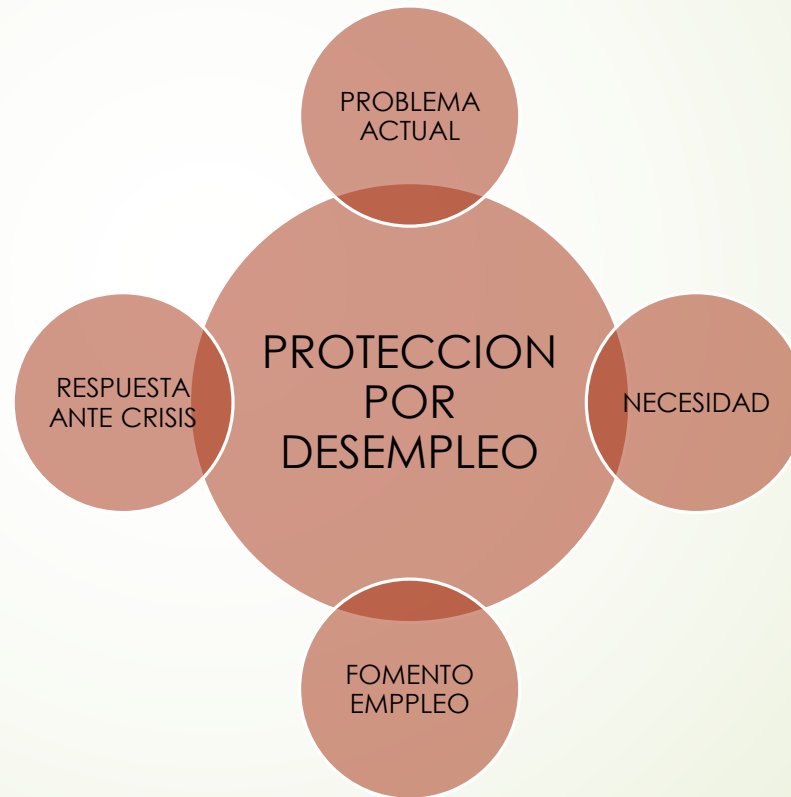 PROBLEMA
ACTUAL
PROTECCION
POR
DESEMPLEO
RESPUESTA
ANTE CRISIS
NECESIDAD
FOMENTO
EMPPLEO